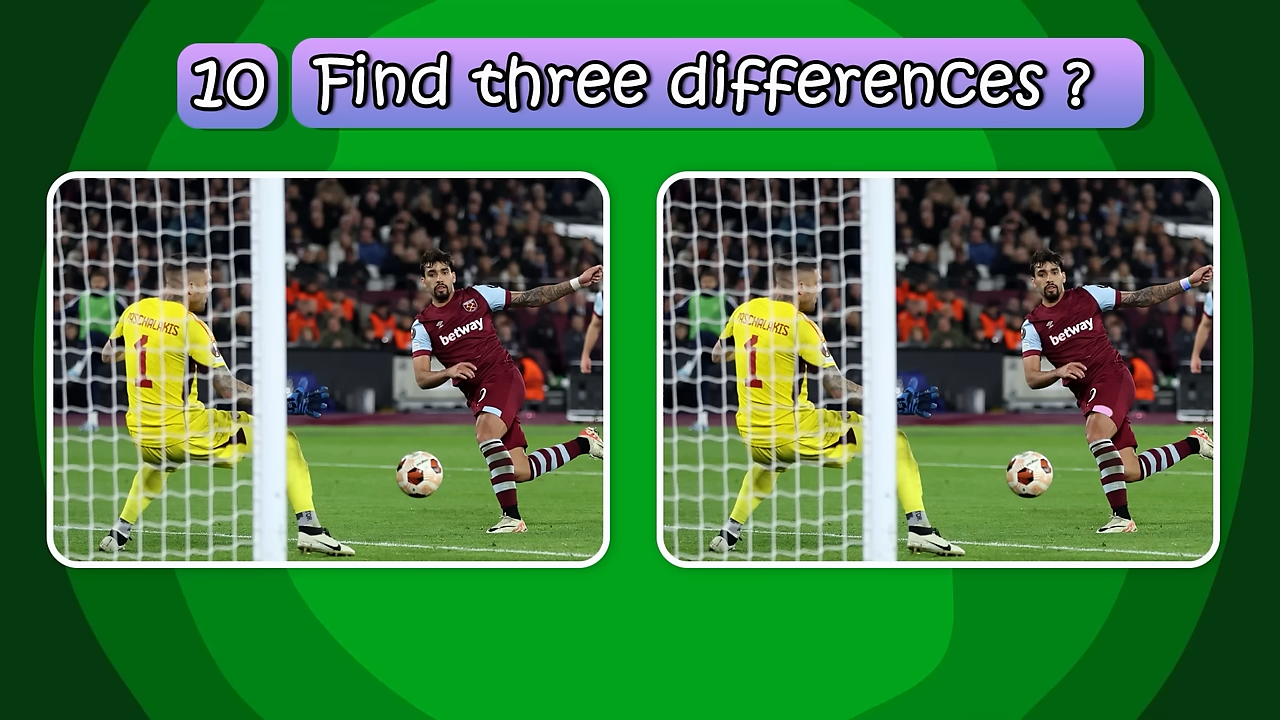 10 Find three differences ?
PASCHALAKIS
1
betway
PASCHALAKIS
1
betway